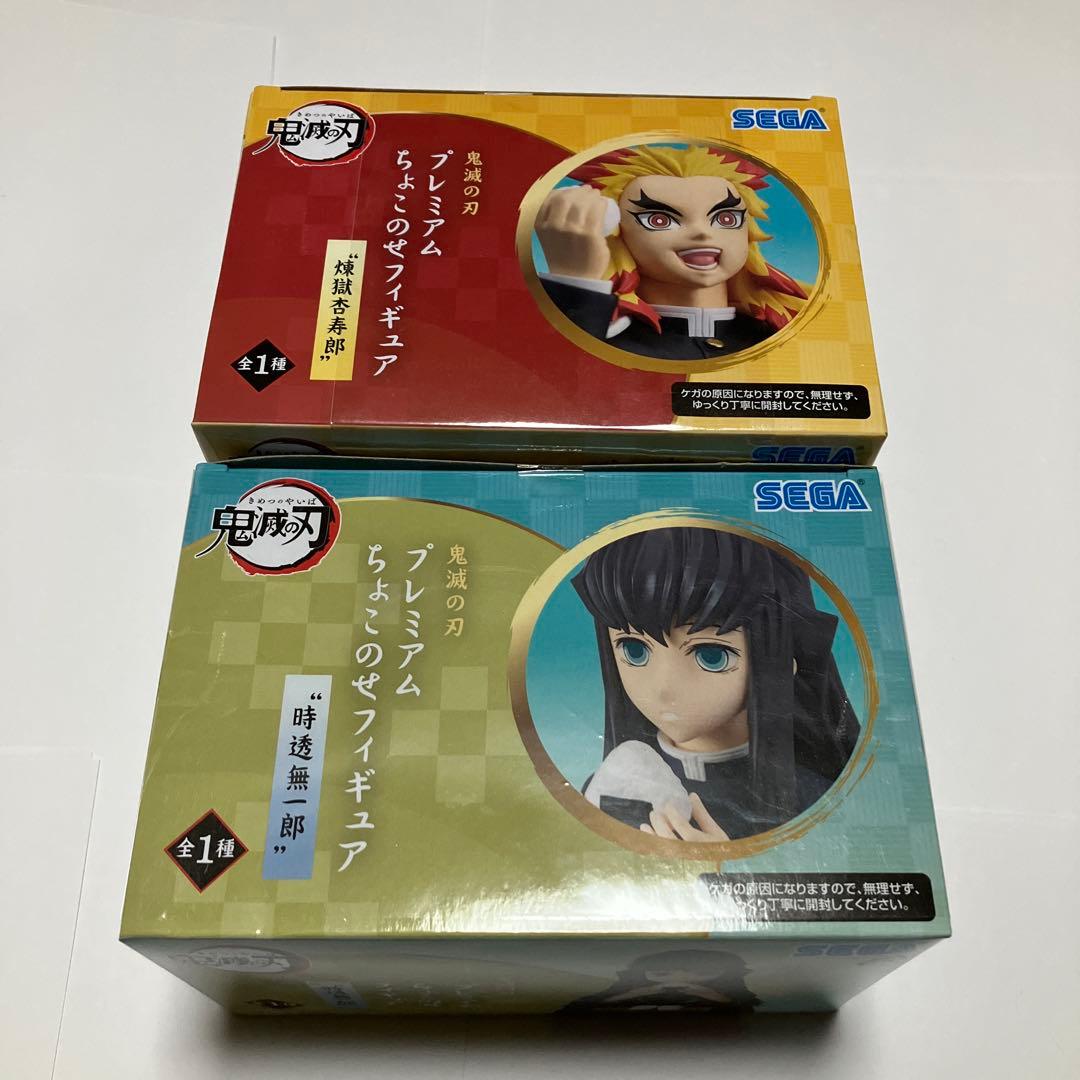 きめつのやいば
鬼滅の刃
SEGA
鬼滅の刃
プレミアム
ちょこのせフィギュア
“煉獄杏寿郎”
全1種
ケガの原因になりますので、無理せず、
ゆっくり丁寧に開封してください。
SEGA
きめつのやいば
鬼滅の刃
SEGA
鬼滅の刃
プレミアム
ちょこのせフィギュア
“時透無一郎”
全1種
ケガの原因になりますので、無理せず、
ゆっくり丁寧に開封してください。
鬼滅の刃